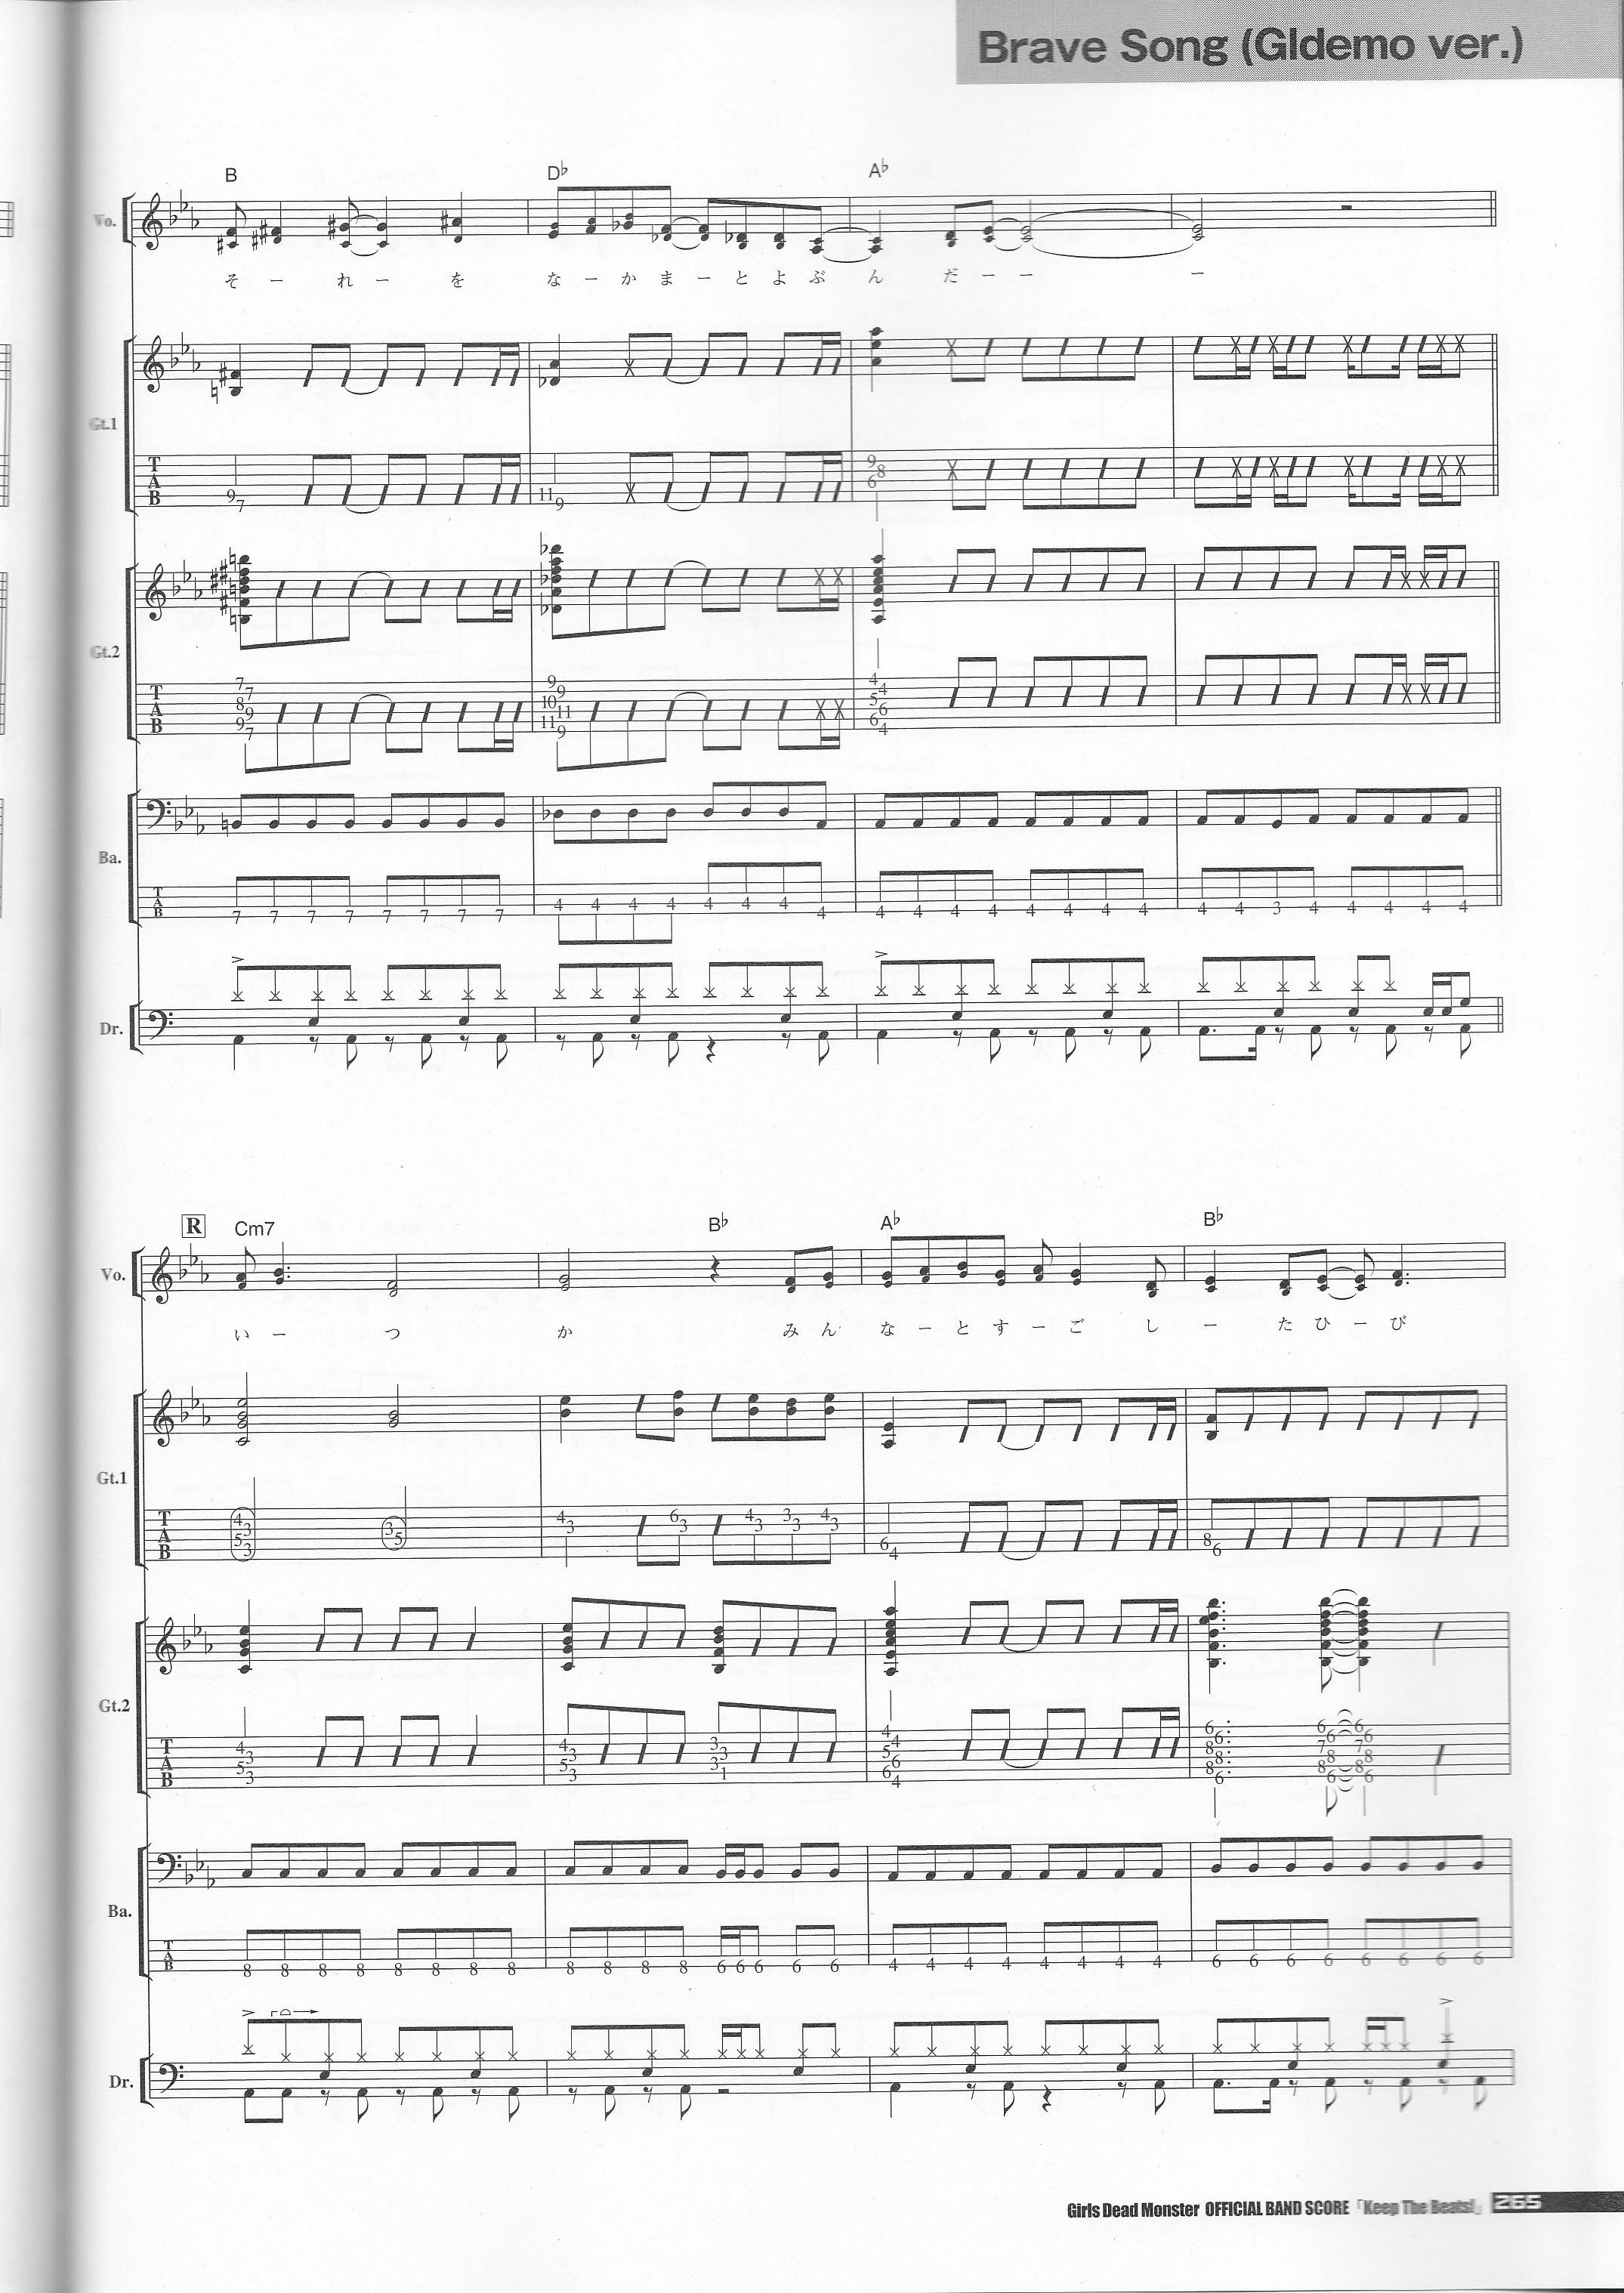 Brave Song (Gldemo ver.)
B D♭ A♭
Vo.
そ ー れ ー を な ー か ま ー と よ ぶ ん だ ー ー ー
Gt.1
T A B 9 7 11 9 9 8 6
Gt.2
T A B 7 7 8 9 9 7 9 9 10 11 11 9 4 4 5 6 6 4
Ba.
T A B 7 7 7 7 7 7 7 7 4 4 4 4 4 4 4 4 4 4 4 4 4 4 4 4 4 4 3 4 4 4 4 4
Dr.
R Cm7 B♭ A♭ B♭
Vo.
い ー つ か み ん な ー と す ー ご し ー た ひ ー び
Gt.1
T A B 4 3 5 3 3 5 4 3 6 3 4 3 3 3 4 3 6 4 8 6
Gt.2
T A B 4 3 5 3 4 3 5 3 3 3 3 1 4 4 5 6 6 4 6 6 8 8 8 6 6 6 7 8 8 6 6 6 7 8 8 6
Ba.
T A B 8 8 8 8 8 8 8 8 8 8 8 8 6 6 6 6 6 4 4 4 4 4 4 4 4 6 6 6 6 6 6 6 6
Dr.
Girls Dead Monster OFFICIAL BAND SCORE「Keep The Beats!」 265